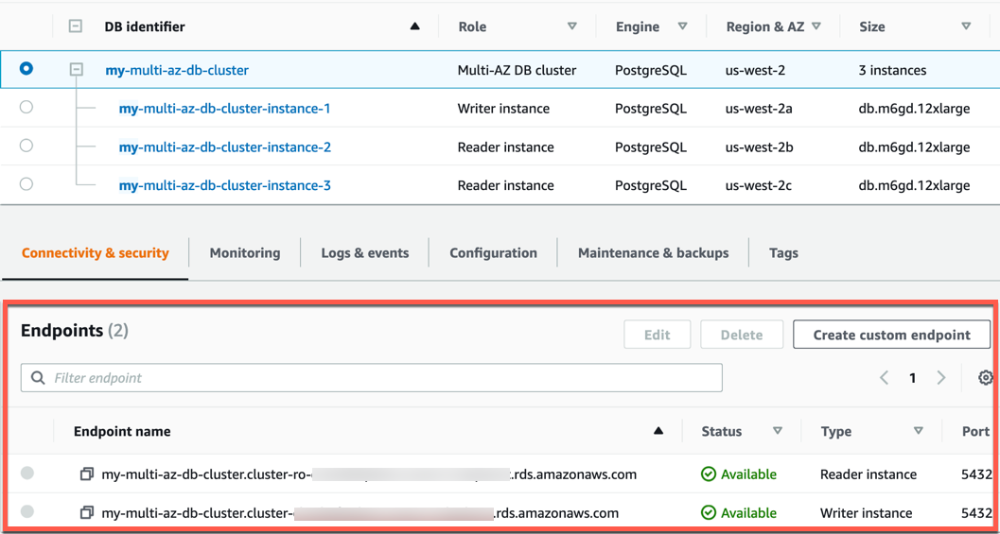 DB identifier Role Engine Region & AZ Size
my-multi-az-db-cluster Multi-AZ DB cluster PostgreSQL us-west-2 3 instances
my-multi-az-db-cluster-instance-1 Writer instance PostgreSQL us-west-2a db.m6gd.12xlarge
my-multi-az-db-cluster-instance-2 Reader instance PostgreSQL us-west-2b db.m6gd.12xlarge
my-multi-az-db-cluster-instance-3 Reader instance PostgreSQL us-west-2c db.m6gd.12xlarge
Connectivity & security Monitoring Logs & events Configuration Maintenance & backups Tags
Endpoints (2) Edit Delete Create custom endpoint
Filter endpoint 1
Endpoint name Status Type Port
my-multi-az-db-cluster.cluster-ro- .rds.amazonaws.com Available Reader instance 5432
my-multi-az-db-cluster.cluster- .rds.amazonaws.com Available Writer instance 5432